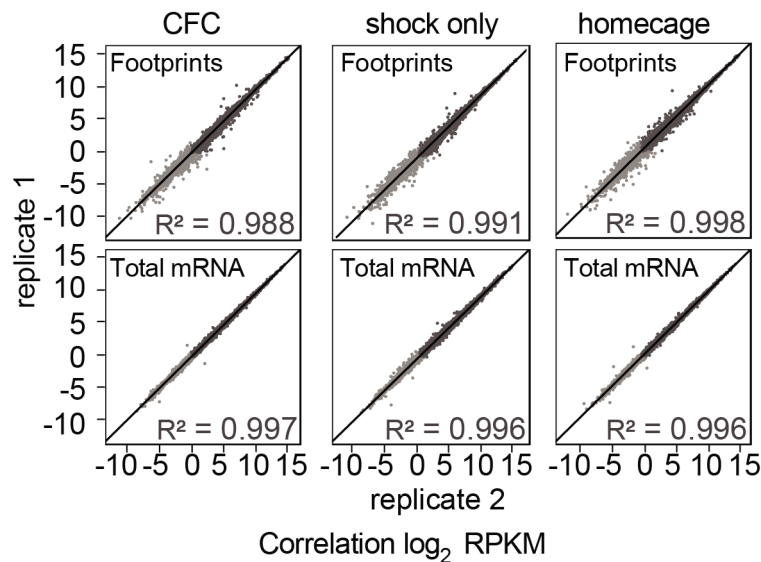 CFC shock only homecage
15
10
5
0
-5
-10
Footprints
R² = 0.988
Footprints
R² = 0.991
Footprints
R² = 0.998
replicate 1
15
10
5
0
-5
-10
Total mRNA
R² = 0.997
Total mRNA
R² = 0.996
Total mRNA
R² = 0.996
-10 -5 0 5 10 15 -10 -5 0 5 10 15 -10 -5 0 5 10 15
replicate 2
Correlation log₂ RPKM